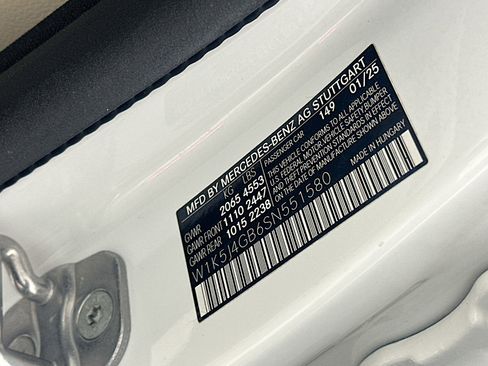 MFD BY MERCEDES-BENZ AG STUTTGART
PASSENGER CAR 149 01/25
KG LBS
GVWR 2065 4553
GAWR FRONT 1110 2447
GAWR REAR 1015 2238
THIS VEHICLE CONFORMS TO ALL APPLICABLE
FEDERAL MOTOR VEHICLE SAFETY BUMPER
AND THEFT PREVENTION STANDARDS IN EFFECT
ON THE DATE OF MANUFACTURE SHOWN ABOVE.
MADE IN HUNGARY
W1K5J4GB6SN551580